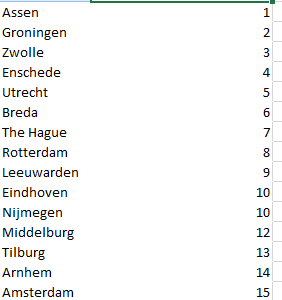 Assen 1
Groningen 2
Zwolle 3
Enschede 4
Utrecht 5
Breda 6
The Hague 7
Rotterdam 8
Leeuwarden 9
Eindhoven 10
Nijmegen 10
Middelburg 12
Tilburg 13
Arnhem 14
Amsterdam 15